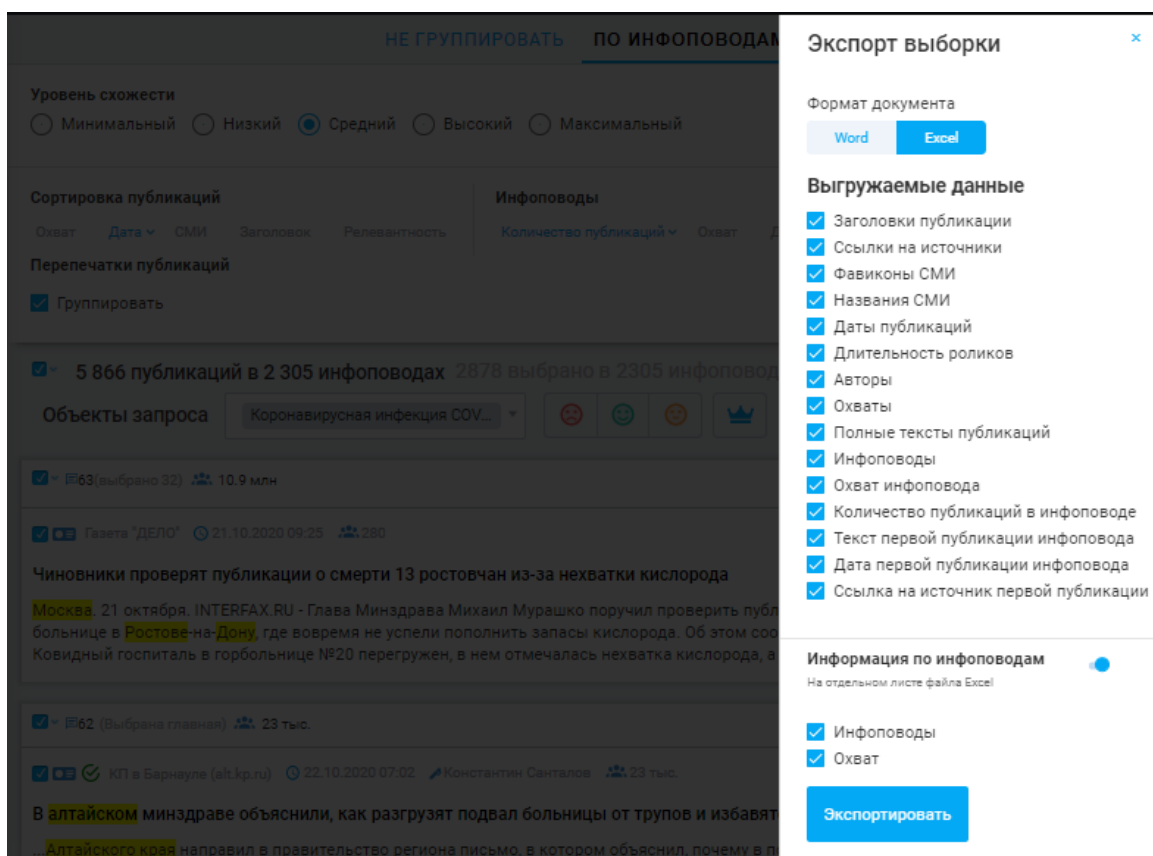 НЕ ГРУППИРОВАТЬ ПО ИНФОПОВОДАМ
Уровень схожести
Минимальный Низкий Средний Высокий Максимальный
Сортировка публикаций Инфоповоды
Охват Дата СМИ Заголовок Релевантность Количество публикаций Охват
Перепечатки публикаций
Группировать
5 866 публикаций в 2 305 инфоповодах 2878 выбрано в 2305 инфоповод
Объекты запроса Коронавирусная инфекция COV...
63(выбрано 32) 10.9 млн
Газета "ДЕЛО" 21.10.2020 09:25 280
Чиновники проверят публикации о смерти 13 ростовчан из-за нехватки кислорода
Москва. 21 октября. INTERFAX.RU - Глава Минздрава Михаил Мурашко поручил проверить публ
больнице в Ростове-на-Дону, где вовремя не успели пополнить запасы кислорода. Об этом соо
Ковидный госпиталь в горбольнице №20 перегружен, в нем отмечалась нехватка кислорода, а
62 (Выбрана главная) 23 тыс.
КП в Барнауле (alt.kp.ru) 22.10.2020 07:02 Константин Санталов 23 тыс.
В алтайском минздраве объяснили, как разгрузят подвал больницы от трупов и избавят
...Алтайского края направил в правительство региона письмо, в котором объяснил, почему в п
Экспорт выборки ×
Формат документа
Word Excel
Выгружаемые данные
Заголовки публикации
Ссылки на источники
Фавиконы СМИ
Названия СМИ
Даты публикаций
Длительность роликов
Авторы
Охваты
Полные тексты публикаций
Инфоповоды
Охват инфоповода
Количество публикаций в инфоповоде
Текст первой публикации инфоповода
Дата первой публикации инфоповода
Ссылка на источник первой публикации
Информация по инфоповодам
На отдельном листе файла Excel
Инфоповоды
Охват
Экспортировать